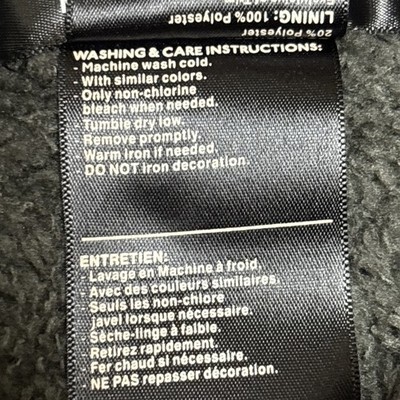 20% Polyester
LINING: 100% Polyester
WASHING & CARE INSTRUCTIONS:
- Machine wash cold.
- With similar colors.
- Only non-chlorine
bleach when needed.
- Tumble dry low.
- Remove promptly.
- Warm iron if needed.
- DO NOT iron decoration.
ENTRETIEN:
- Lavage en Machine à froid
- Avec des couleurs similaires.
- Seuls les non-chlore
javel lorsque nécessaire.
- Sèche-linge à faible.
- Retirez rapidement.
- Fer chaud si nécessaire.
- NE PAS repasser décoration.